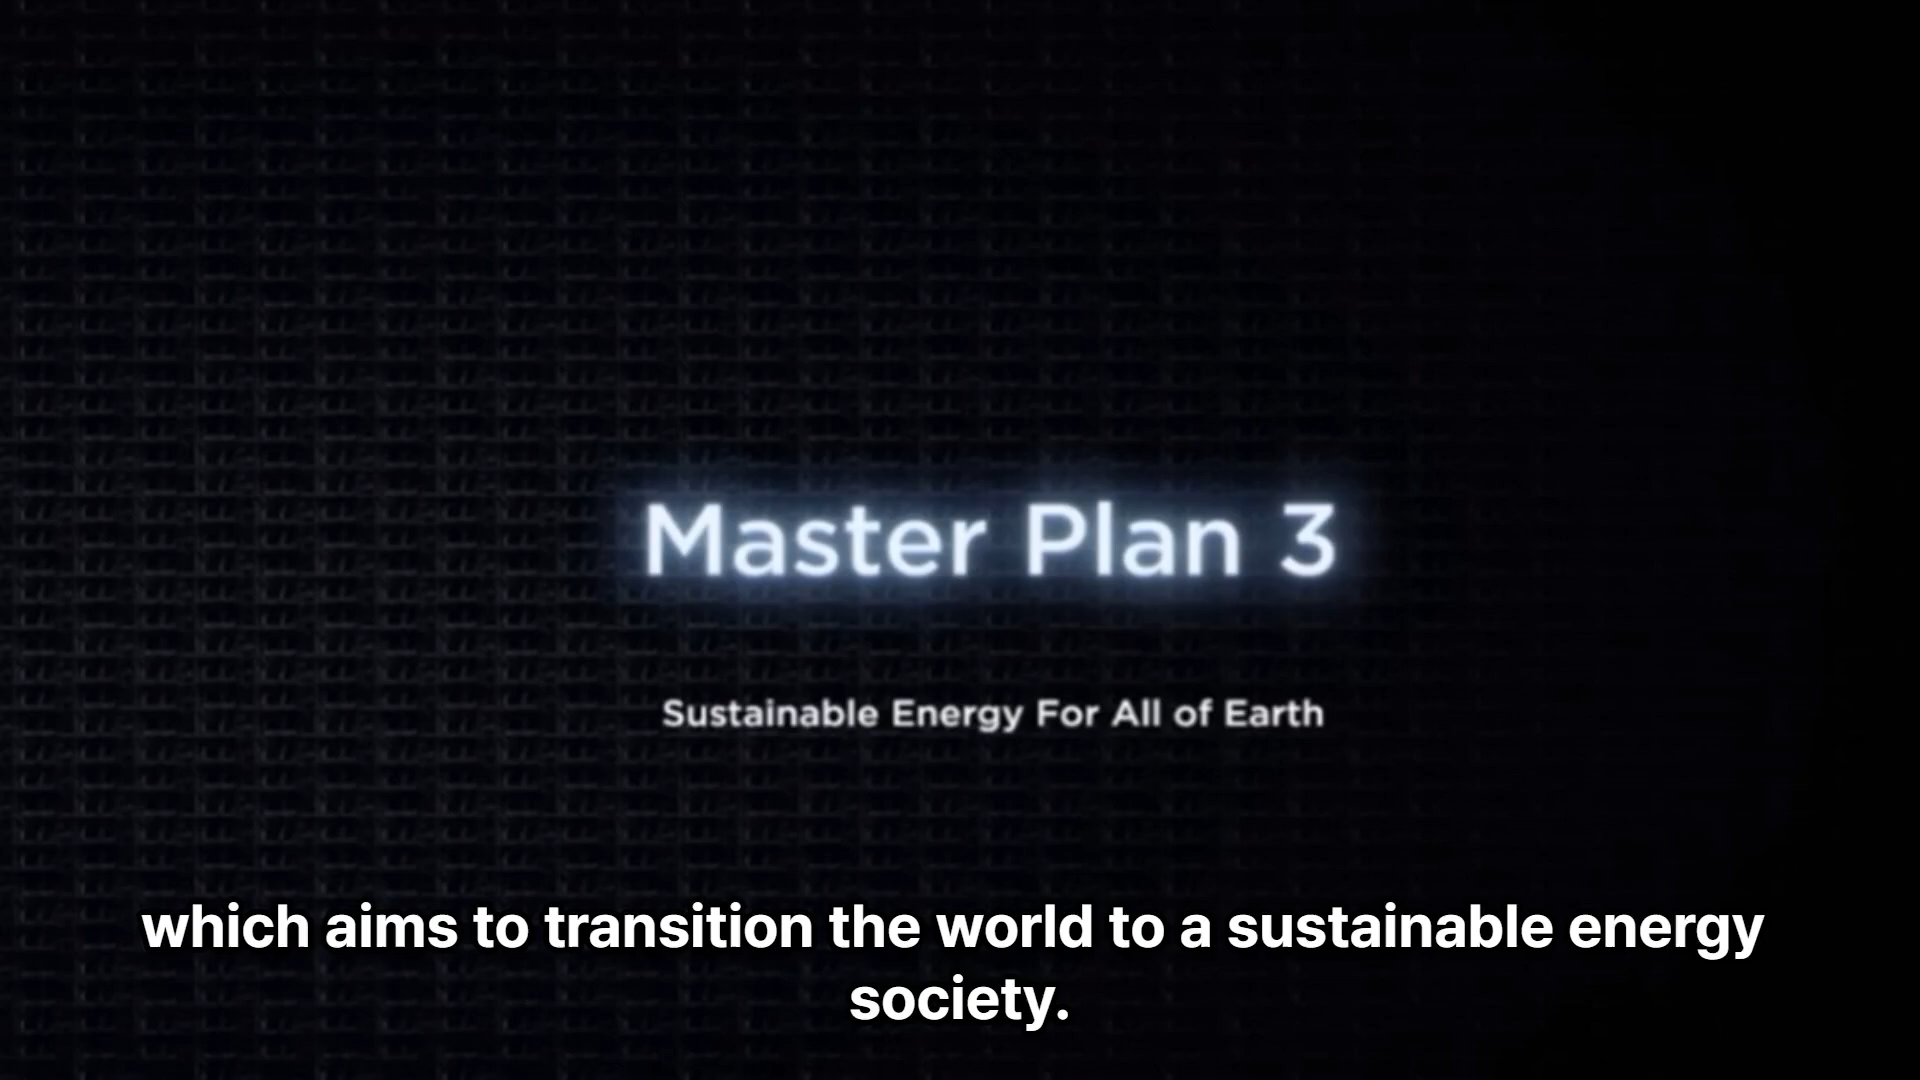 Master Plan 3
Sustainable Energy For All of Earth
which aims to transition the world to a sustainable energy
society.